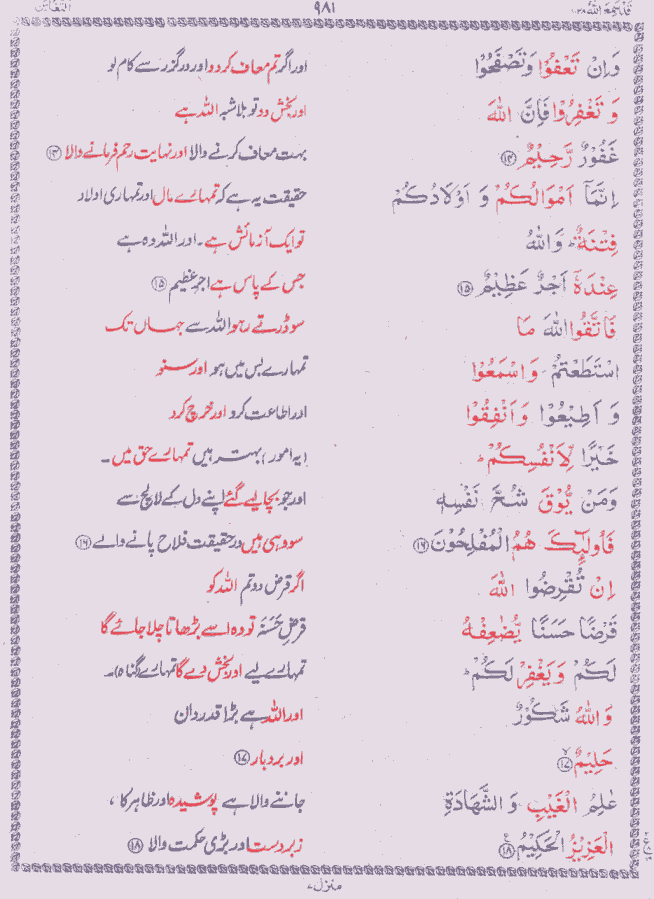 قَدْ سَمِعَ اللّٰهُ ۲۸ ۹۸۱ اَلتَّغَابُن
وَاِنْ تَعْفُوْا وَتَصْفَحُوْا اور اگر تم معاف کردو اور درگزر سے کام لو
وَ تَغْفِرُوْا فَاِنَّ اللّٰهَ اور بخش دو تو بلاشبہ اللہ ہے
غَفُوْرٌ رَّحِيْمٌ ۝۱۴ بہت معاف کرنے والا اور نہایت رحم فرمانے والا ۝۱۴
اِنَّمَاۤ اَمْوَالُكُمْ وَ اَوْلَادُكُمْ حقیقت یہ ہے کہ تمہارے مال اور تمہاری اولاد
فِتْنَةٌ ؕ وَاللّٰهُ تو ایک آزمائش ہے۔ اور اللہ وہ ہے
عِنْدَهٗۤ اَجْرٌ عَظِيْمٌ ۝۱۵ جس کے پاس ہے اجرِ عظیم ۝۱۵
فَاتَّقُوا اللّٰهَ مَا سو ڈرتے رہو اللہ سے جہاں تک
اسْتَطَعْتُمْ وَاسْمَعُوْا تمہارے بس میں ہو اور سنو
وَ اَطِيْعُوْا وَاَنْفِقُوْا اور اطاعت کرو اور خرچ کرو
خَيْرًا لِّاَنْفُسِكُمْ ؕ (یہ امور) بہتر ہیں تمہارے حق میں۔
وَمَنْ يُّوْقَ شُحَّ نَفْسِهٖ اور جو بچا لیے گئے اپنے دل کے لالچ سے
فَاُولٰٓئِكَ هُمُ الْمُفْلِحُوْنَ ۝۱۶ سو وہی ہیں درحقیقت فلاح پانے والے ۝۱۶
اِنْ تُقْرِضُوا اللّٰهَ اگر قرض دو تم اللہ کو
قَرْضًا حَسَنًا يُّضٰعِفْهُ قرضِ حَسَنَہ تو وہ اسے بڑھاتا چلا جائے گا
لَكُمْ وَيَغْفِرْ لَكُمْ ؕ تمہارے لیے اور بخش دے گا تمہارے (گناہ)۔
وَاللّٰهُ شَكُوْرٌ اور اللہ ہے بڑا قدردان
حَلِيْمٌ ۝۱۷ اور بردبار ۝۱۷
عٰلِمُ الْغَيْبِ وَ الشَّهَادَةِ جاننے والا ہے پوشیدہ اور ظاہر کا،
الْعَزِيْزُ الْحَكِيْمُ ۝۱۸ زبردست اور بڑی حکمت والا ۝۱۸
منزل ۷